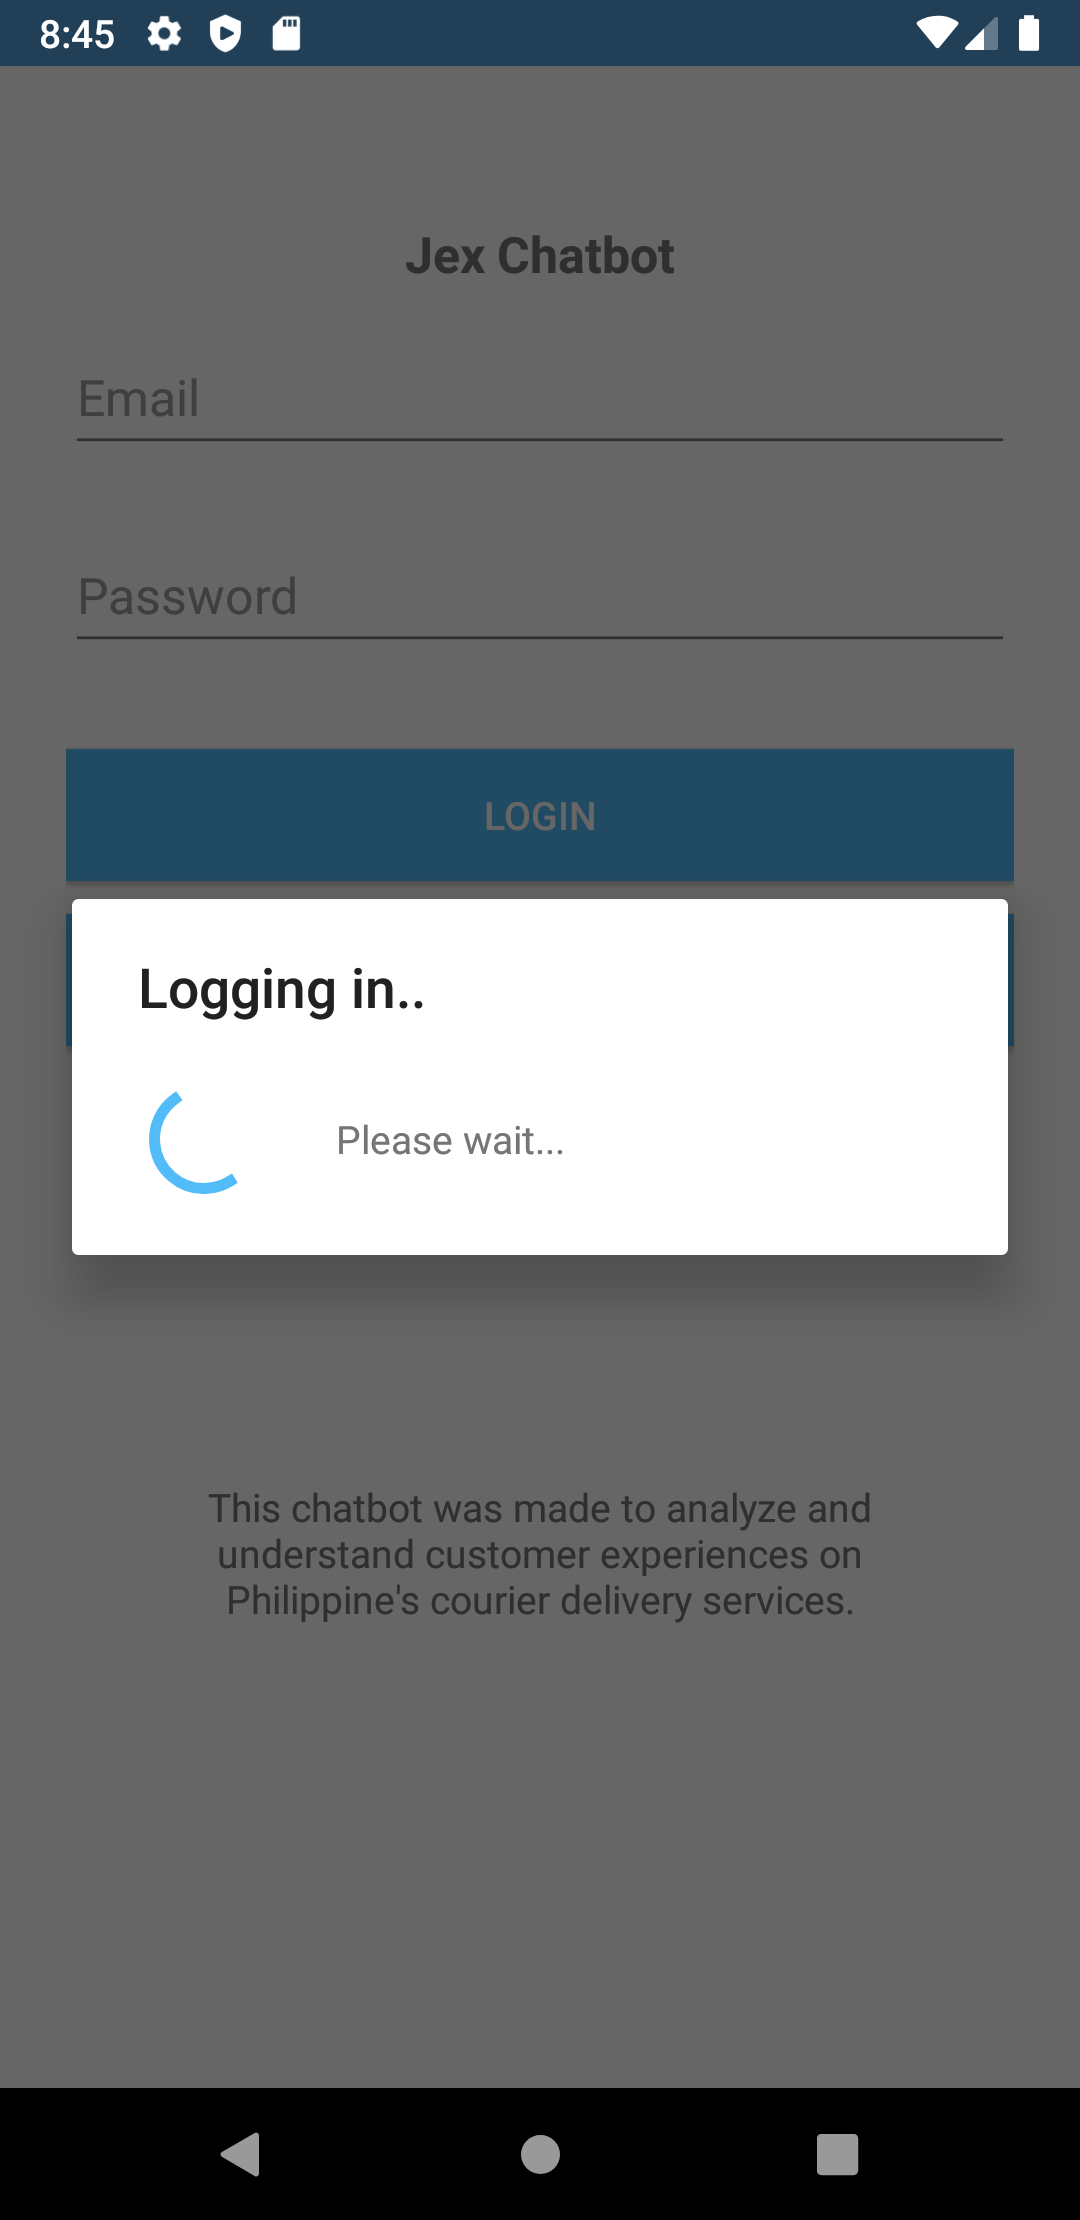 8:45
Jex Chatbot
Email
Password
LOGIN
Logging in..
Please wait...
This chatbot was made to analyze and
understand customer experiences on
Philippine's courier delivery services.